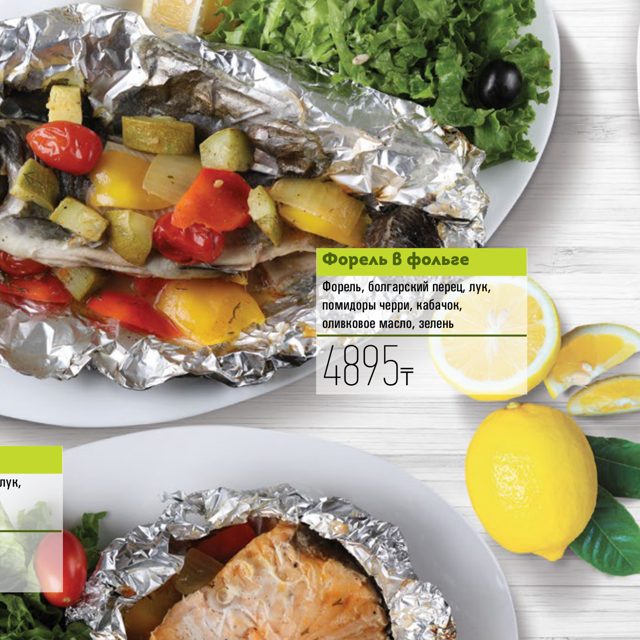 Форель в фольге
Форель, болгарский перец, лук,
помидоры черри, кабачок,
оливковое масло, зелень
4895₸
лук,